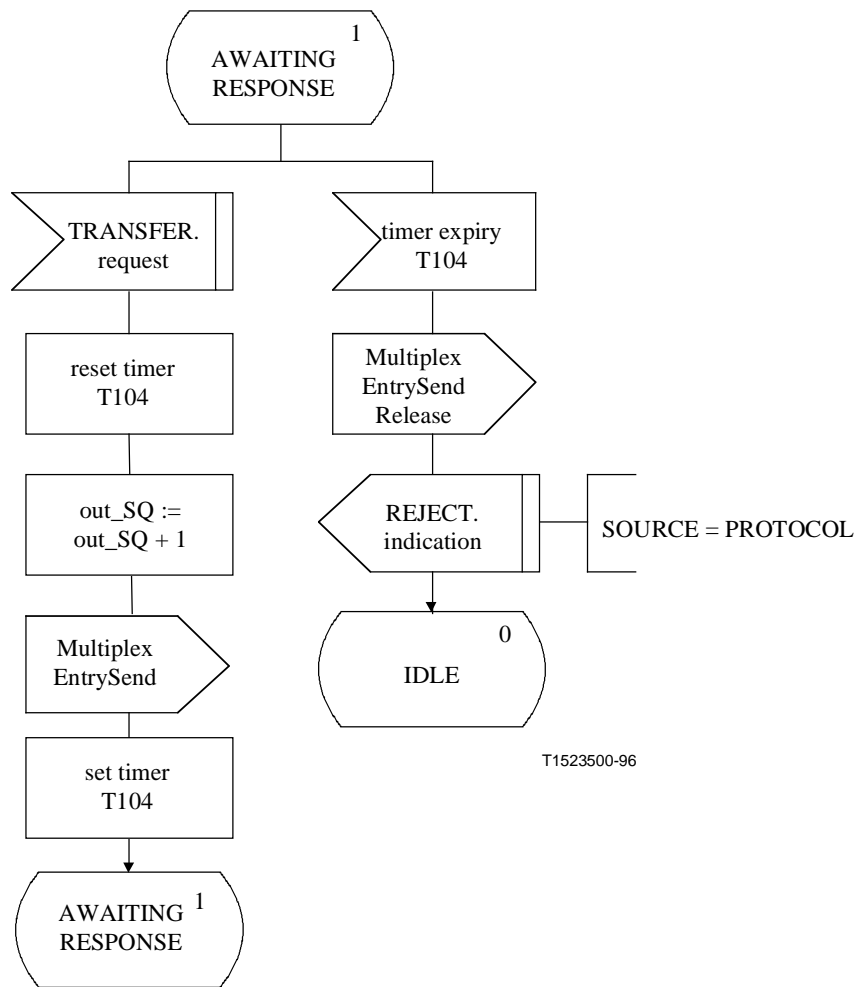 1
AWAITING
RESPONSE
TRANSFER.
request
timer expiry
T104
reset timer
T104
Multiplex
EntrySend
Release
out_SQ :=
out_SQ + 1
REJECT.
indication
SOURCE = PROTOCOL
Multiplex
EntrySend
0
IDLE
set timer
T104
T1523500-96
AWAITING 1
RESPONSE